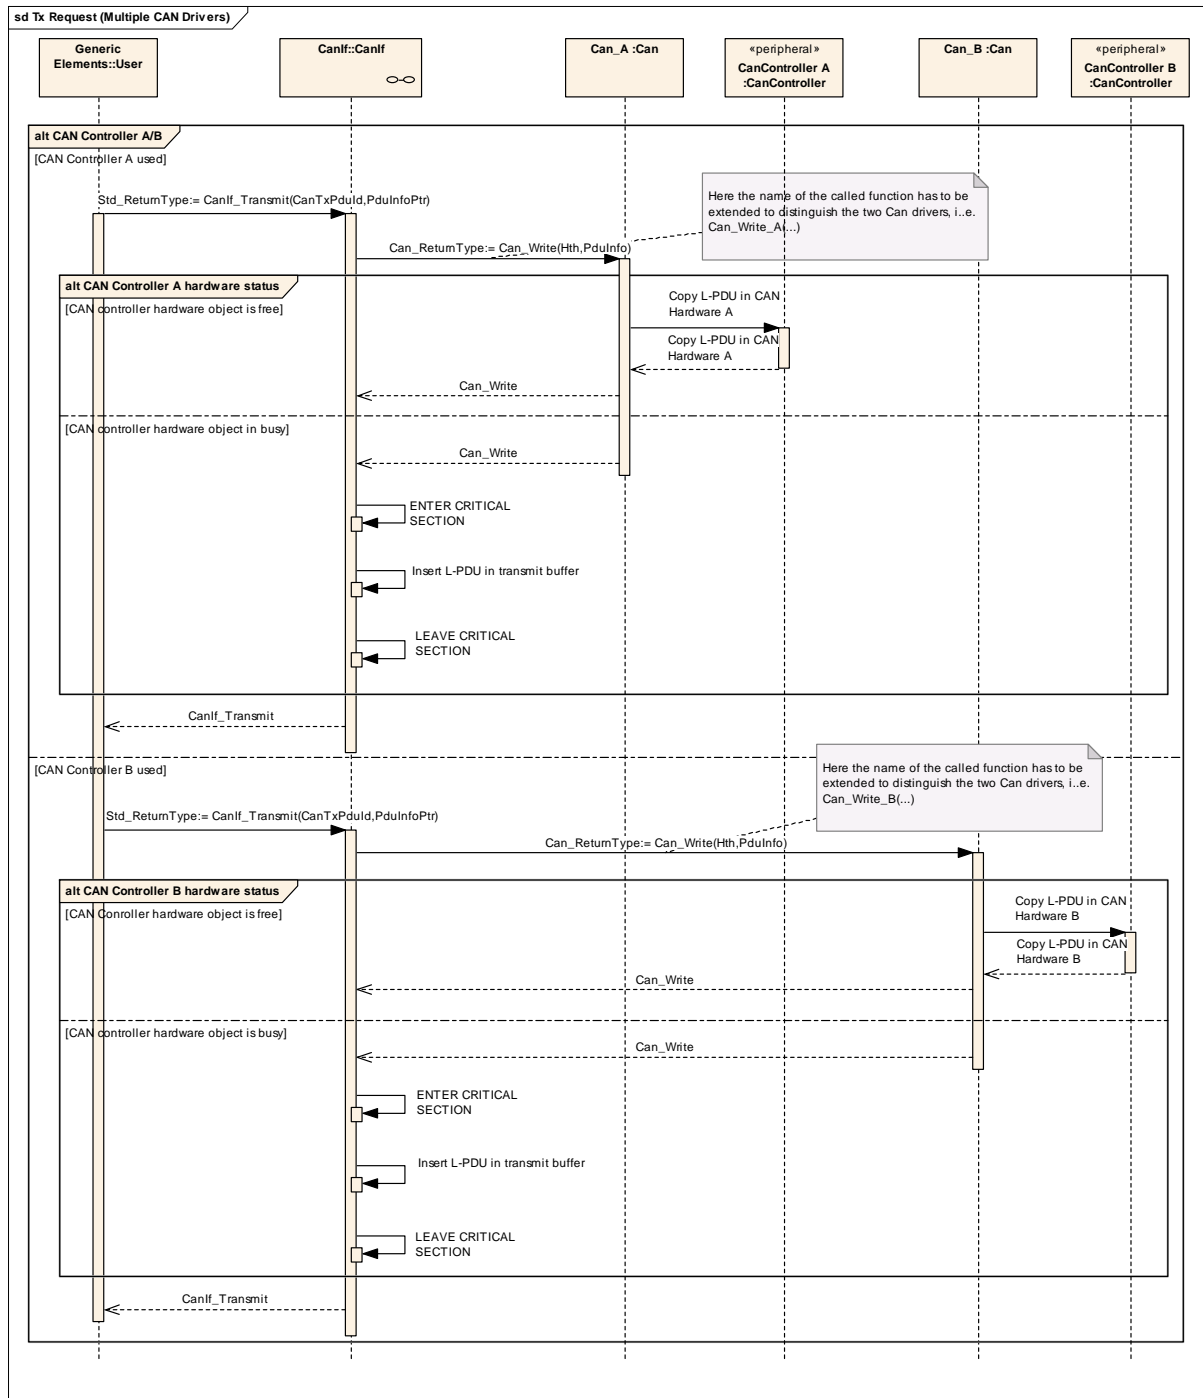 sd Tx Request (Multiple CAN Drivers)
Generic
Elements::User
CanIf::CanIf
Can_A :Can
«peripheral»
CanController A
:CanController
Can_B :Can
«peripheral»
CanController B
:CanController
alt CAN Controller A/B
[CAN Controller A used]
Std_ReturnType:= CanIf_Transmit(CanTxPduId,PduInfoPtr)
Here the name of the called function has to be
extended to distinguish the two Can drivers, i..e.
Can_Write_A(...)
Can_ReturnType:= Can_Write(Hth,PduInfo)
alt CAN Controller A hardware status
[CAN controller hardware object is free]
Copy L-PDU in CAN
Hardware A
Copy L-PDU in CAN
Hardware A
Can_Write
[CAN controller hardware object in busy]
Can_Write
ENTER CRITICAL
SECTION
Insert L-PDU in transmit buffer
LEAVE CRITICAL
SECTION
CanIf_Transmit
[CAN Controller B used]
Here the name of the called function has to be
extended to distinguish the two Can drivers, i..e.
Can_Write_B(...)
Std_ReturnType:= CanIf_Transmit(CanTxPduId,PduInfoPtr)
Can_ReturnType:= Can_Write(Hth,PduInfo)
alt CAN Controller B hardware status
[CAN Conroller hardware object is free]
Copy L-PDU in CAN
Hardware B
Copy L-PDU in CAN
Hardware B
Can_Write
[CAN controller hardware object is busy]
Can_Write
ENTER CRITICAL
SECTION
Insert L-PDU in transmit buffer
LEAVE CRITICAL
SECTION
CanIf_Transmit